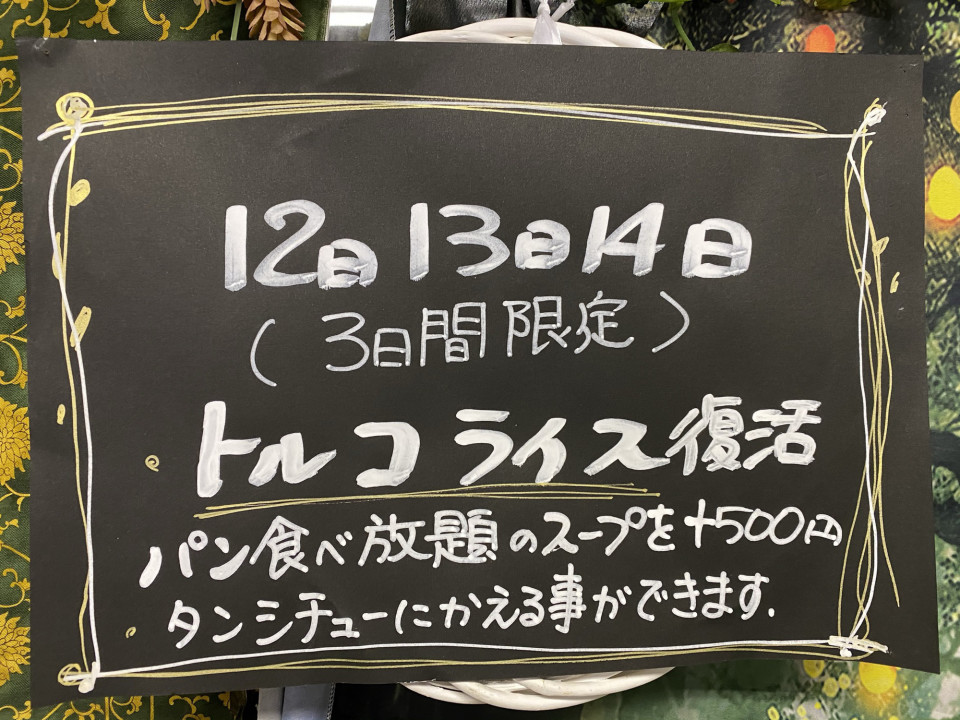 12日13日14日
(3日間限定)
トルコライス復活
パン食べ放題のスープを+500円
タンシチューにかえる事ができます.